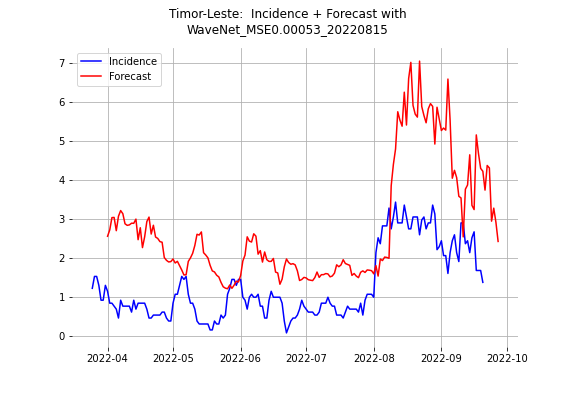 Timor-Leste:  Incidence + Forecast with
WaveNet_MSE0.00053_20220815
Incidence
Forecast
7
6
5
4
3
2
1
0
2022-04 2022-05 2022-06 2022-07 2022-08 2022-09 2022-10